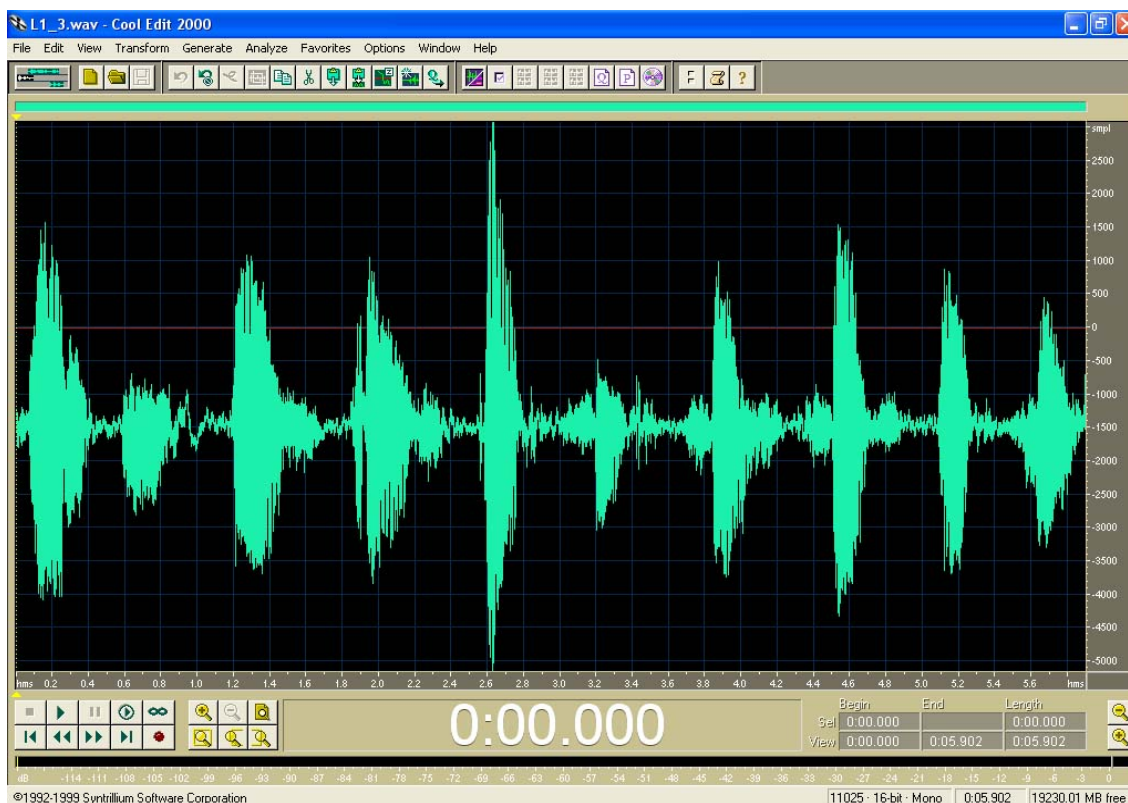 L1_3.wav - Cool Edit 2000
File Edit View Transform Generate Analyze Favorites Options Window Help
F ?
smpl
2500
2000
1500
1000
500
0
-500
-1000
-1500
-2000
-2500
-3000
-3500
-4000
-4500
-5000
hms 0.2 0.4 0.6 0.8 1.0 1.2 1.4 1.6 1.8 2.0 2.2 2.4 2.6 2.8 3.0 3.2 3.4 3.6 3.8 4.0 4.2 4.4 4.6 4.8 5.0 5.2 5.4 5.6 hms
0:00.000
Begin End Length
Sel 0:00.000 0:00.000
View 0:00.000 0:05.902 0:05.902
dB -114 -111 -108 -105 -102 -99 -96 -93 -90 -87 -84 -81 -78 -75 -72 -69 -66 -63 -60 -57 -54 -51 -48 -45 -42 -39 -36 -33 -30 -27 -24 -21 -18 -15 -12 -9 -6 -3 0
©1992-1999 Syntrillium Software Corporation 11025 · 16-bit · Mono 0:05.902 19230.01 MB free